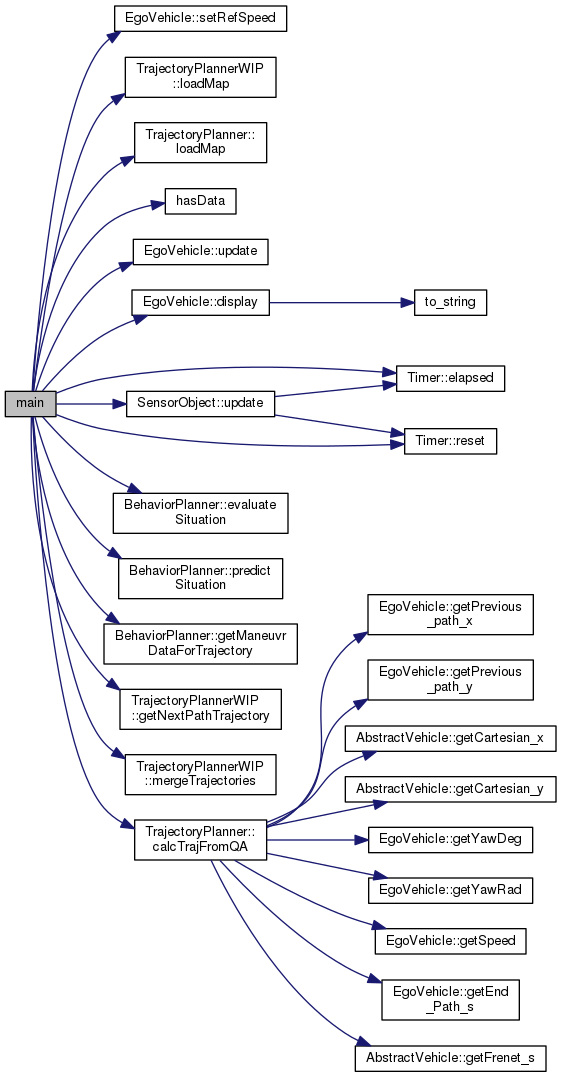 EgoVehicle::setRefSpeed
TrajectoryPlannerWIP
::loadMap
TrajectoryPlanner::
loadMap
hasData
EgoVehicle::update
EgoVehicle::display
to_string
Timer::elapsed
main
SensorObject::update
Timer::reset
BehaviorPlanner::evaluate
Situation
BehaviorPlanner::predict
Situation
BehaviorPlanner::getManeuvr
DataForTrajectory
TrajectoryPlannerWIP
::getNextPathTrajectory
TrajectoryPlannerWIP
::mergeTrajectories
TrajectoryPlanner::
calcTrajFromQA
EgoVehicle::getPrevious
_path_x
EgoVehicle::getPrevious
_path_y
AbstractVehicle::getCartesian_x
AbstractVehicle::getCartesian_y
EgoVehicle::getYawDeg
EgoVehicle::getYawRad
EgoVehicle::getSpeed
EgoVehicle::getEnd
_Path_s
AbstractVehicle::getFrenet_s